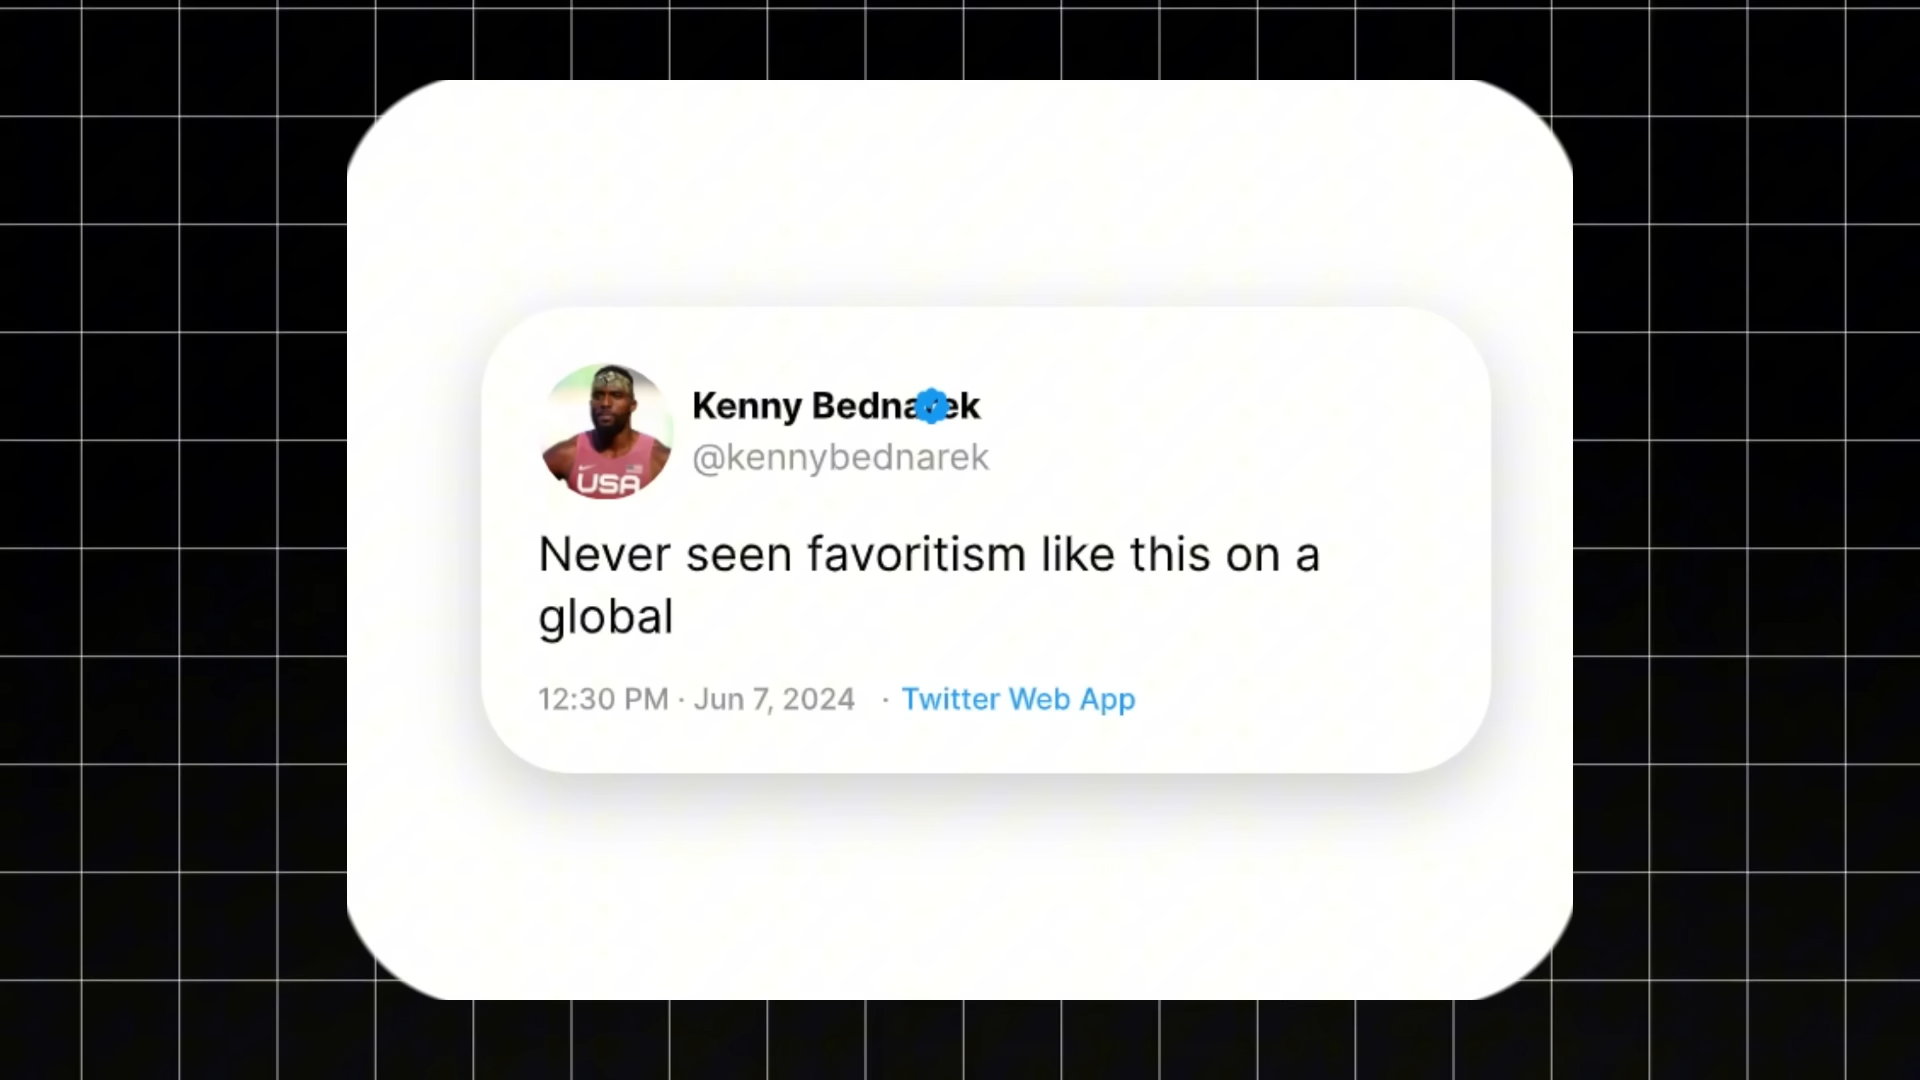 Kenny Bednarek
@kennybednarek
USA
Never seen favoritism like this on a
global
12:30 PM · Jun 7, 2024 · Twitter Web App